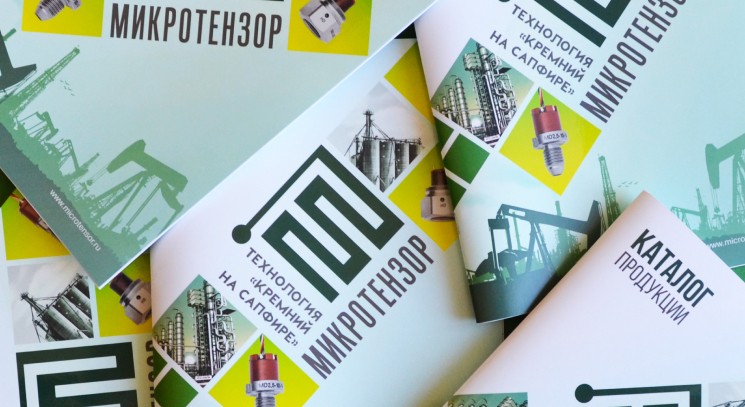 МИКРОТЕНЗОР
www.microtensor.ru
ТЕХНОЛОГИЯ
«КРЕМНИЙ
НА САПФИРЕ»
МИКРОТЕНЗОР
ТЕХНОЛОГИЯ
«КРЕМНИЙ
НА САПФИРЕ»
МИКРОТЕНЗОР
КАТАЛОГ
ПРОДУКЦИИ